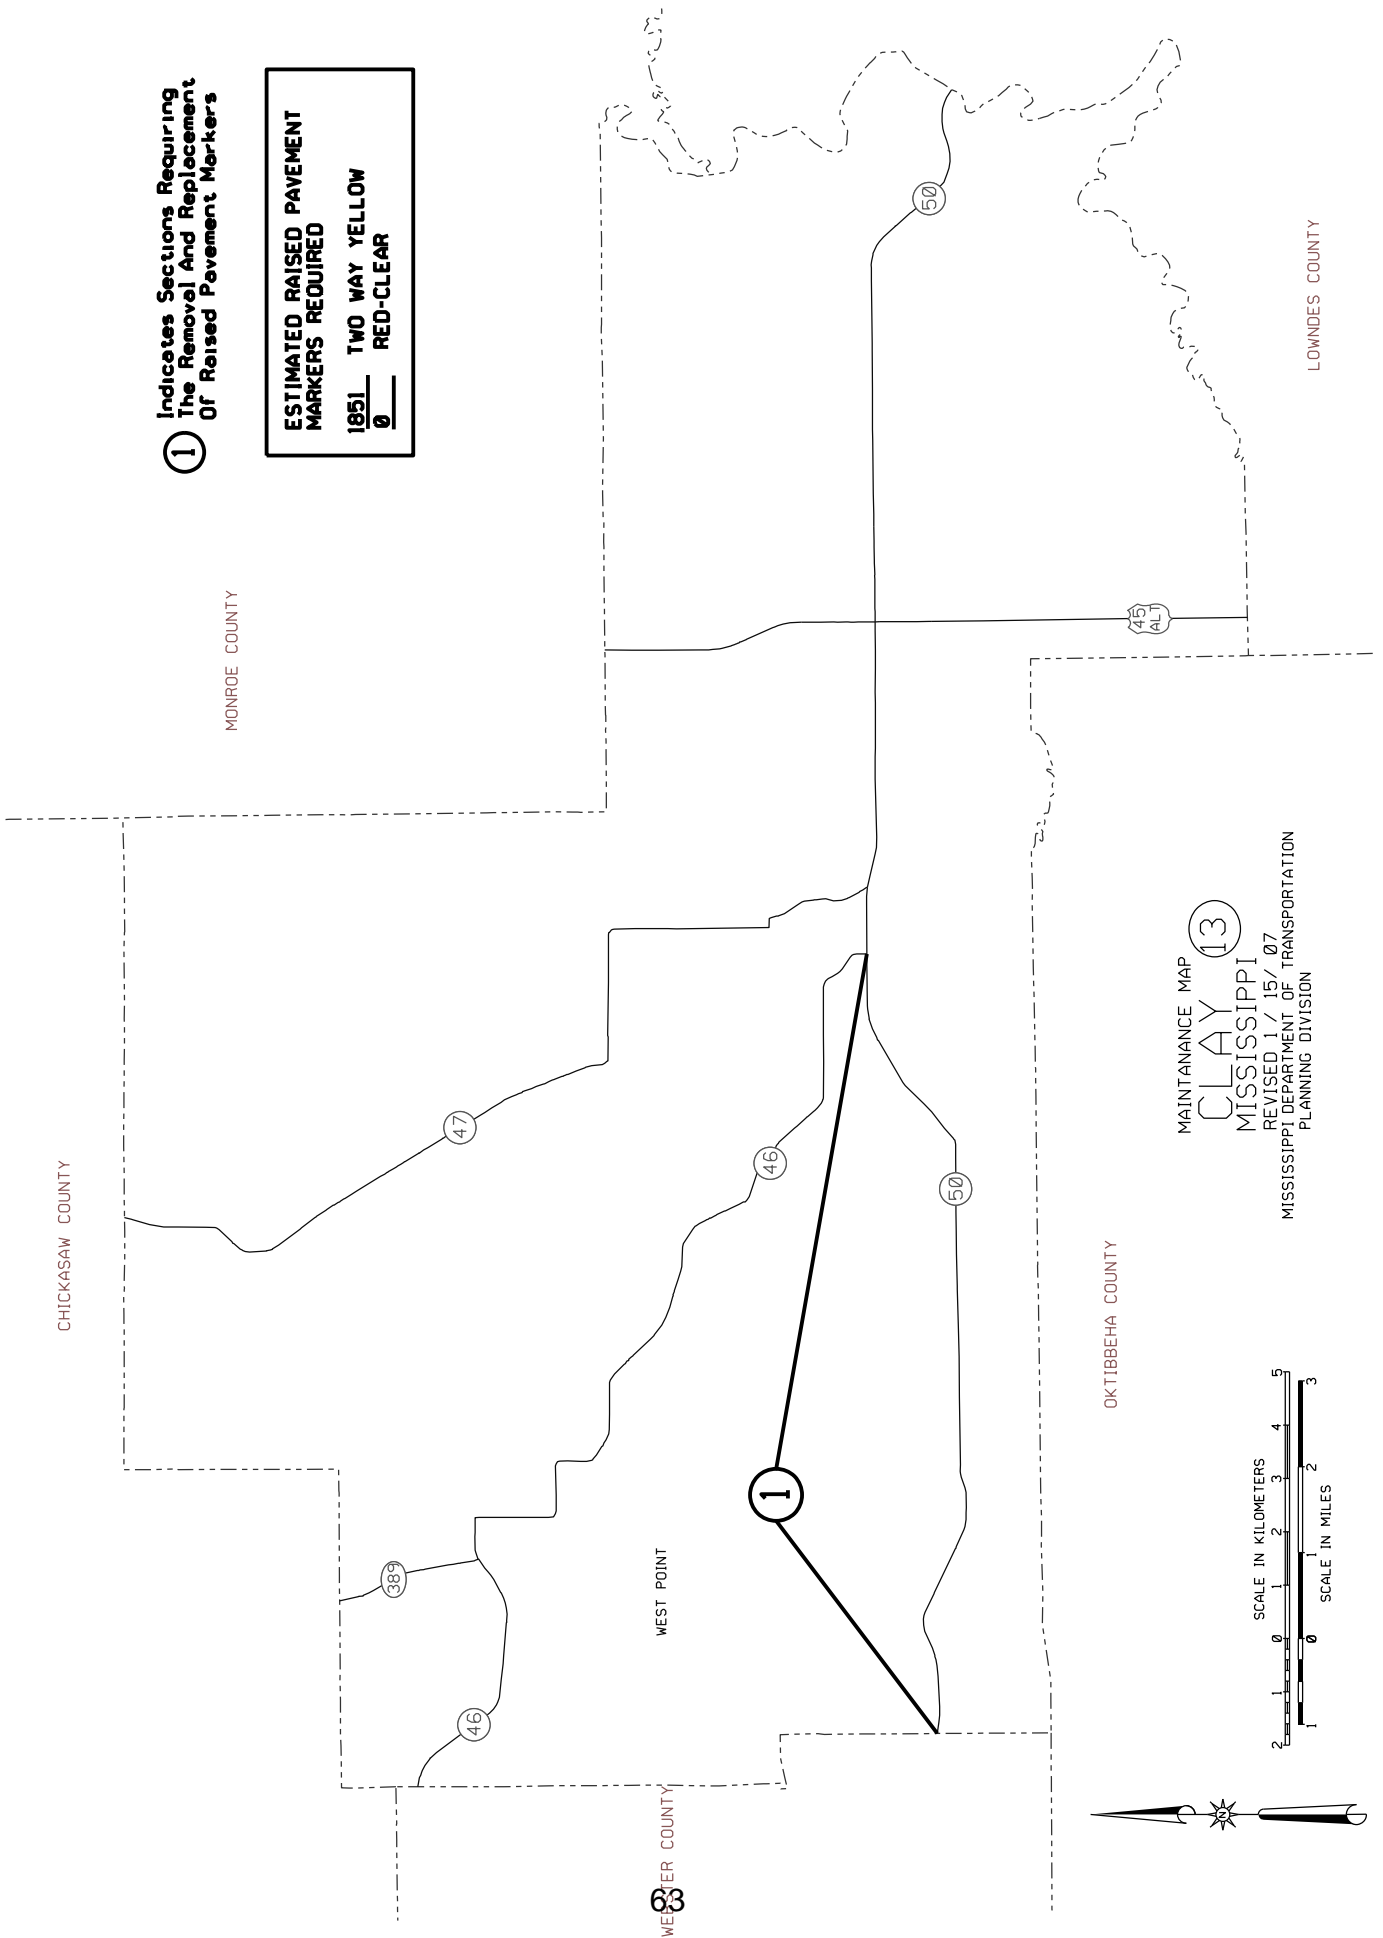 1 Indicates Sections Requiring
The Removal And Replacement
Of Raised Pavement Markers
ESTIMATED RAISED PAVEMENT
MARKERS REQUIRED
1851 TWO WAY YELLOW
0 RED-CLEAR
CHICKASAW COUNTY
MONROE COUNTY
389
46
47
46
WEST POINT
1
50
50
45
ALT
WEBSTER COUNTY
OKTIBBEHA COUNTY
LOWNDES COUNTY
MAINTANANCE MAP
CLAY 13
MISSISSIPPI
REVISED 1 / 15/ 07
MISSISSIPPI DEPARTMENT OF TRANSPORTATION
PLANNING DIVISION
N
SCALE IN KILOMETERS
2 1 0 1 2 3 4 5
1 0 1 2 3
SCALE IN MILES
63